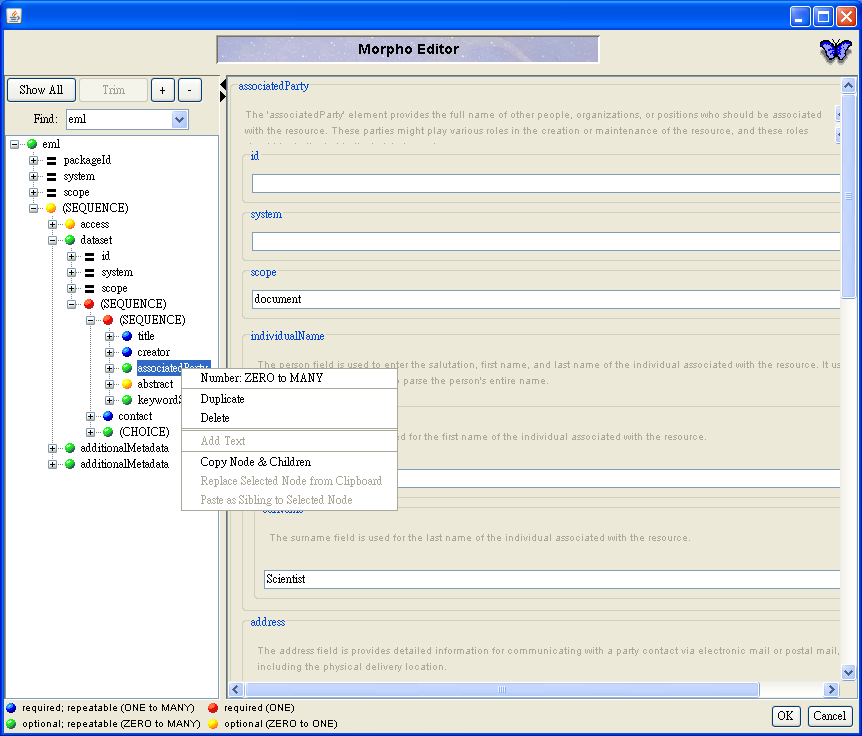 Morpho Editor
Show All
Trim
+
-
Find:
eml
eml
packageId
system
scope
(SEQUENCE)
access
dataset
id
system
scope
(SEQUENCE)
(SEQUENCE)
title
creator
associatedParty
abstract
keywordS
contact
(CHOICE)
additionalMetadata
additionalMetadata
Number: ZERO to MANY
Duplicate
Delete
Add Text
Copy Node & Children
Replace Selected Node from Clipboard
Paste as Sibling to Selected Node
associatedParty
The 'associatedParty' element provides the full name of other people, organizations, or positions who should be associated
with the resource. These parties might play various roles in the creation or maintenance of the resource, and these roles
id
system
scope
document
individualName
The person field is used to enter the salutation, first name, and last name of the individual associated with the resource. It us
to parse the person's entire name.
ed for the first name of the individual associated with the resource.
surName
The surname field is used for the last name of the individual associated with the resource.
Scientist
address
The address field is provides detailed information for communicating with a party contact via electronic mail or postal mail,
including the physical delivery location.
required; repeatable (ONE to MANY)
required (ONE)
optional; repeatable (ZERO to MANY)
optional (ZERO to ONE)
OK
Cancel